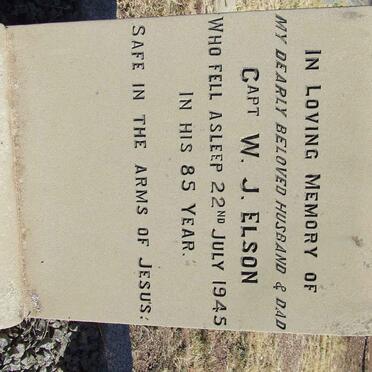 IN LOVING MEMORY OF
MY DEARLY BELOVED HUSBAND & DAD
CAPT W. J. ELSON
WHO FELL ASLEEP 22ND JULY 1945
IN HIS 85 YEAR.
SAFE IN THE ARMS OF JESUS: